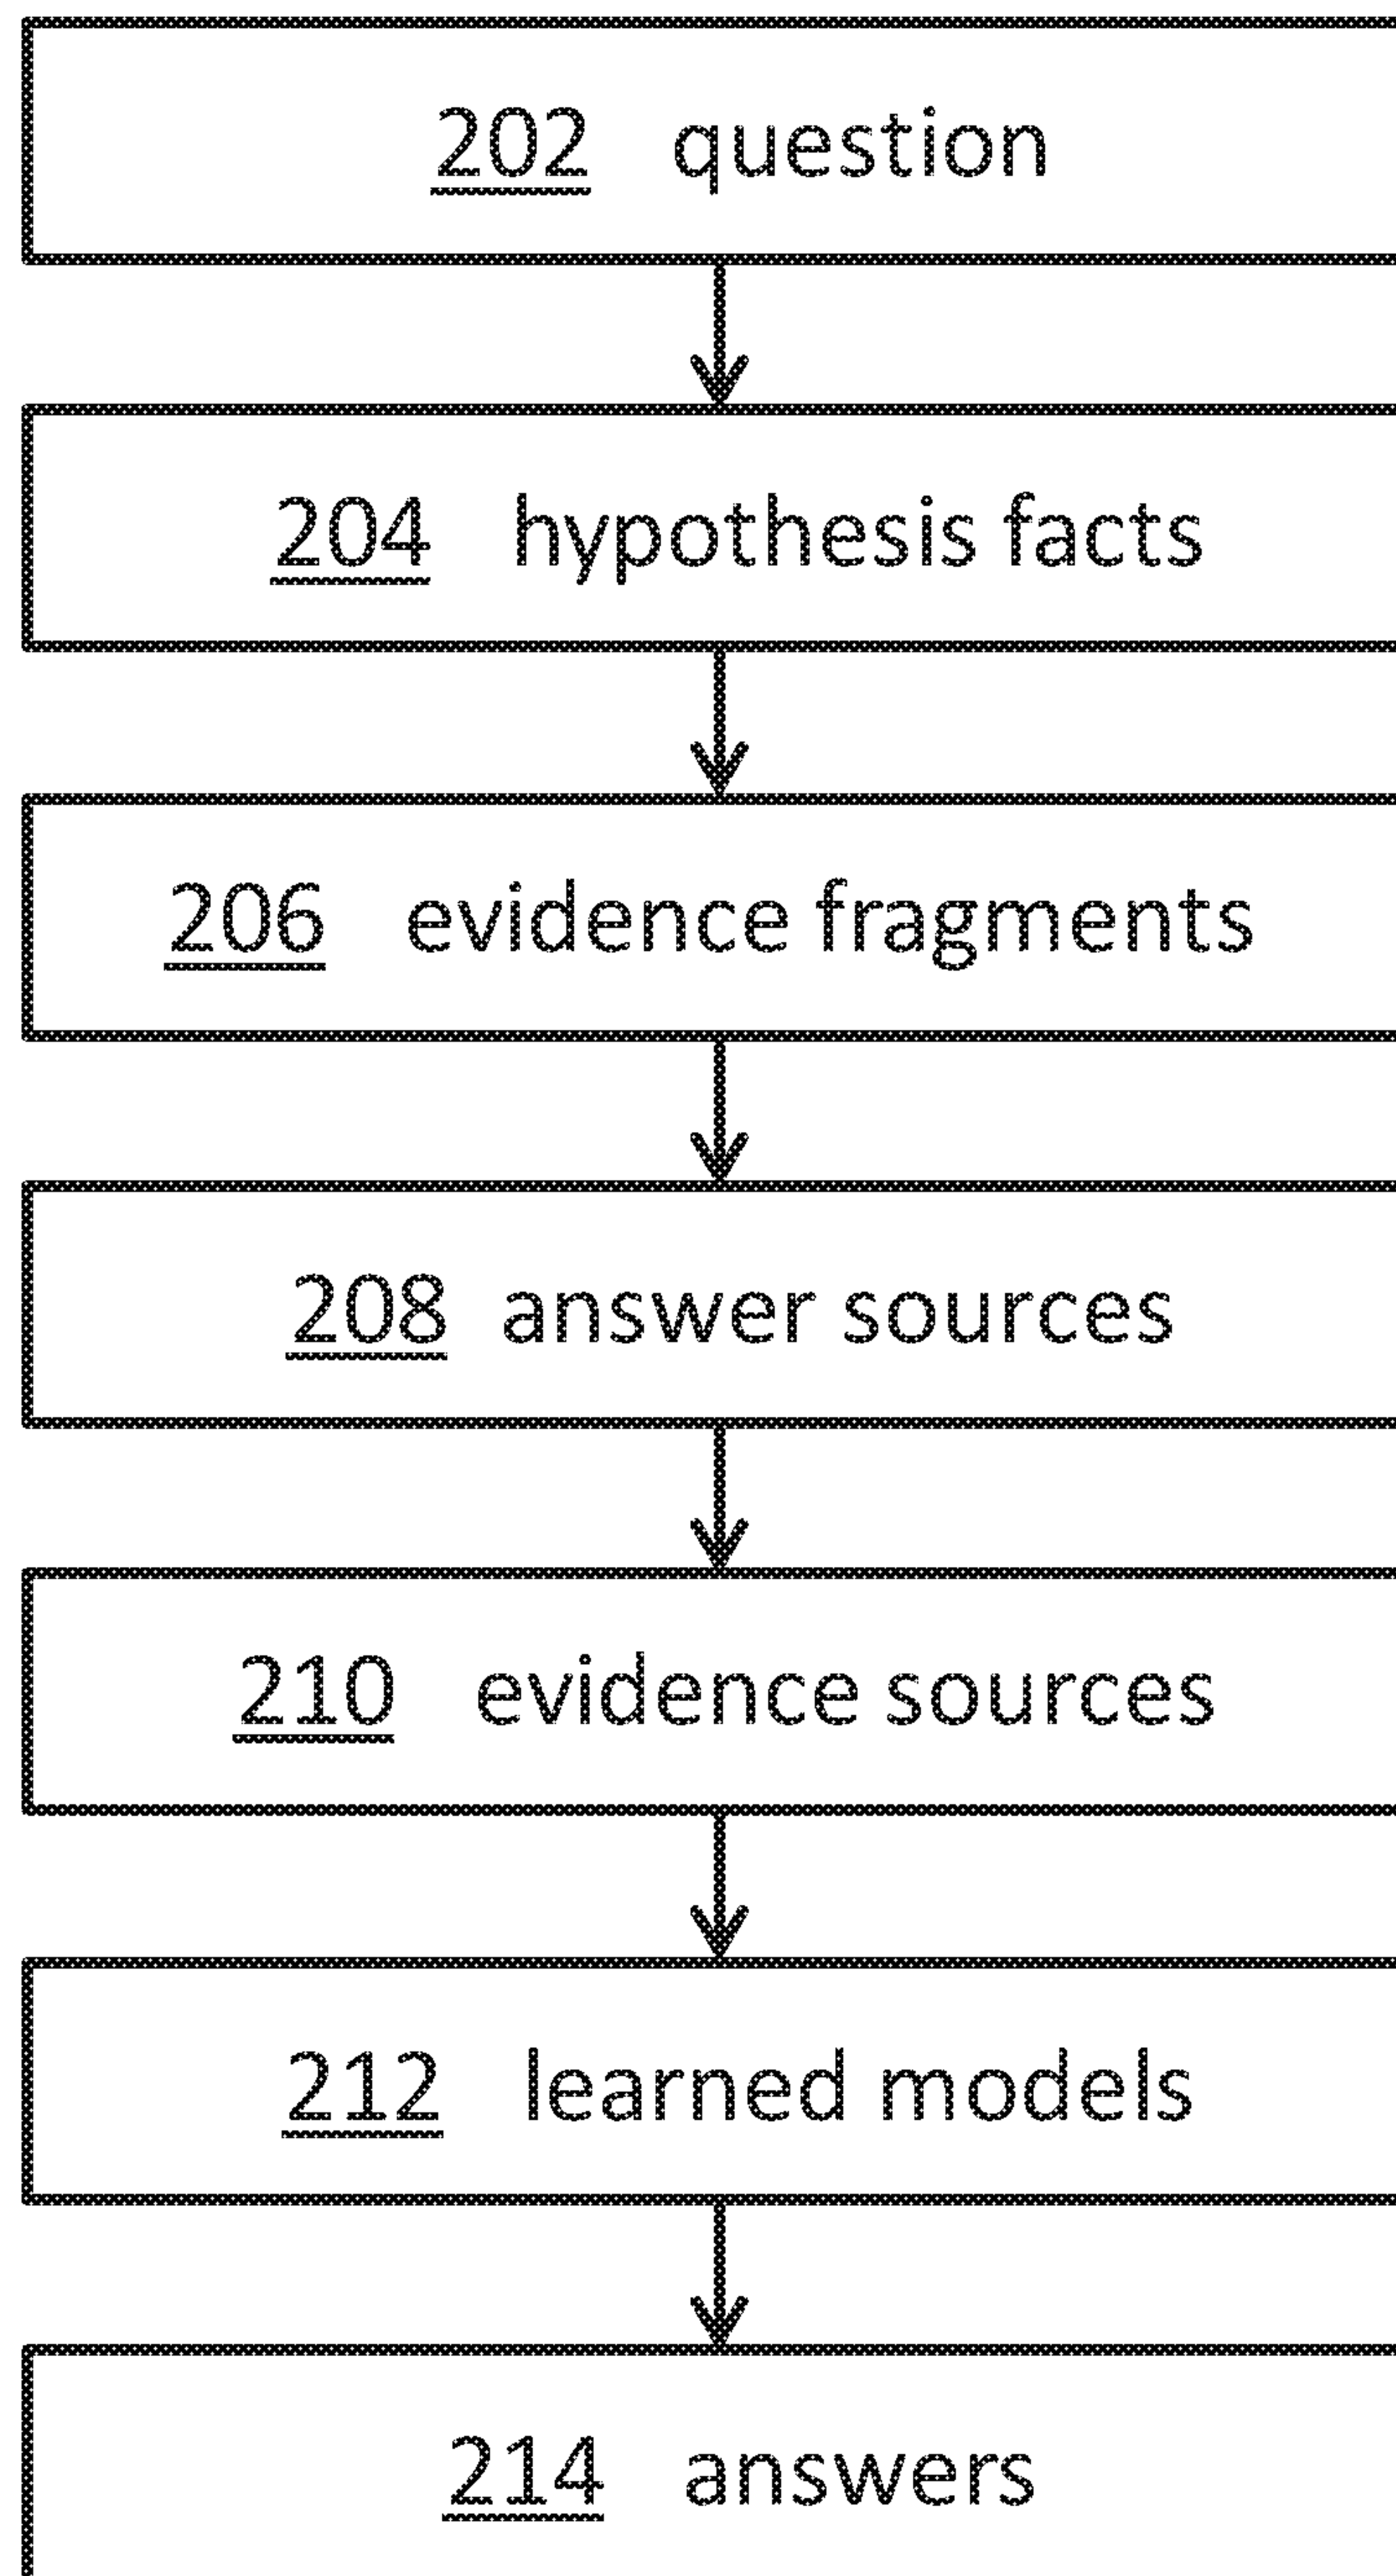 202 question
204 hypothesis facts
206 evidence fragments
208 answer sources
210 evidence sources
212 learned models
214 answers